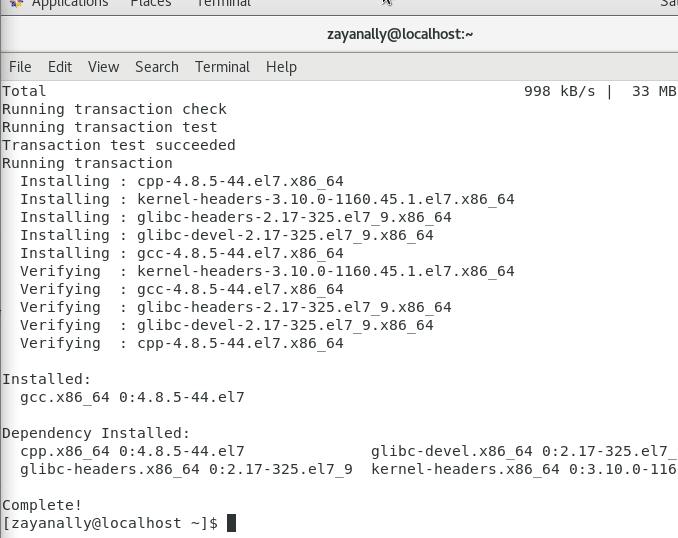 Applications Places Terminal
zayanally@localhost:~
File Edit View Search Terminal Help
Total 998 kB/s | 33 MB
Running transaction check
Running transaction test
Transaction test succeeded
Running transaction
Installing : cpp-4.8.5-44.el7.x86_64
Installing : kernel-headers-3.10.0-1160.45.1.el7.x86_64
Installing : glibc-headers-2.17-325.el7_9.x86_64
Installing : glibc-devel-2.17-325.el7_9.x86_64
Installing : gcc-4.8.5-44.el7.x86_64
Verifying : kernel-headers-3.10.0-1160.45.1.el7.x86_64
Verifying : gcc-4.8.5-44.el7.x86_64
Verifying : glibc-headers-2.17-325.el7_9.x86_64
Verifying : glibc-devel-2.17-325.el7_9.x86_64
Verifying : cpp-4.8.5-44.el7.x86_64
Installed:
gcc.x86_64 0:4.8.5-44.el7
Dependency Installed:
cpp.x86_64 0:4.8.5-44.el7 glibc-devel.x86_64 0:2.17-325.el7_
glibc-headers.x86_64 0:2.17-325.el7_9 kernel-headers.x86_64 0:3.10.0-116
Complete!
[zayanally@localhost ~]$